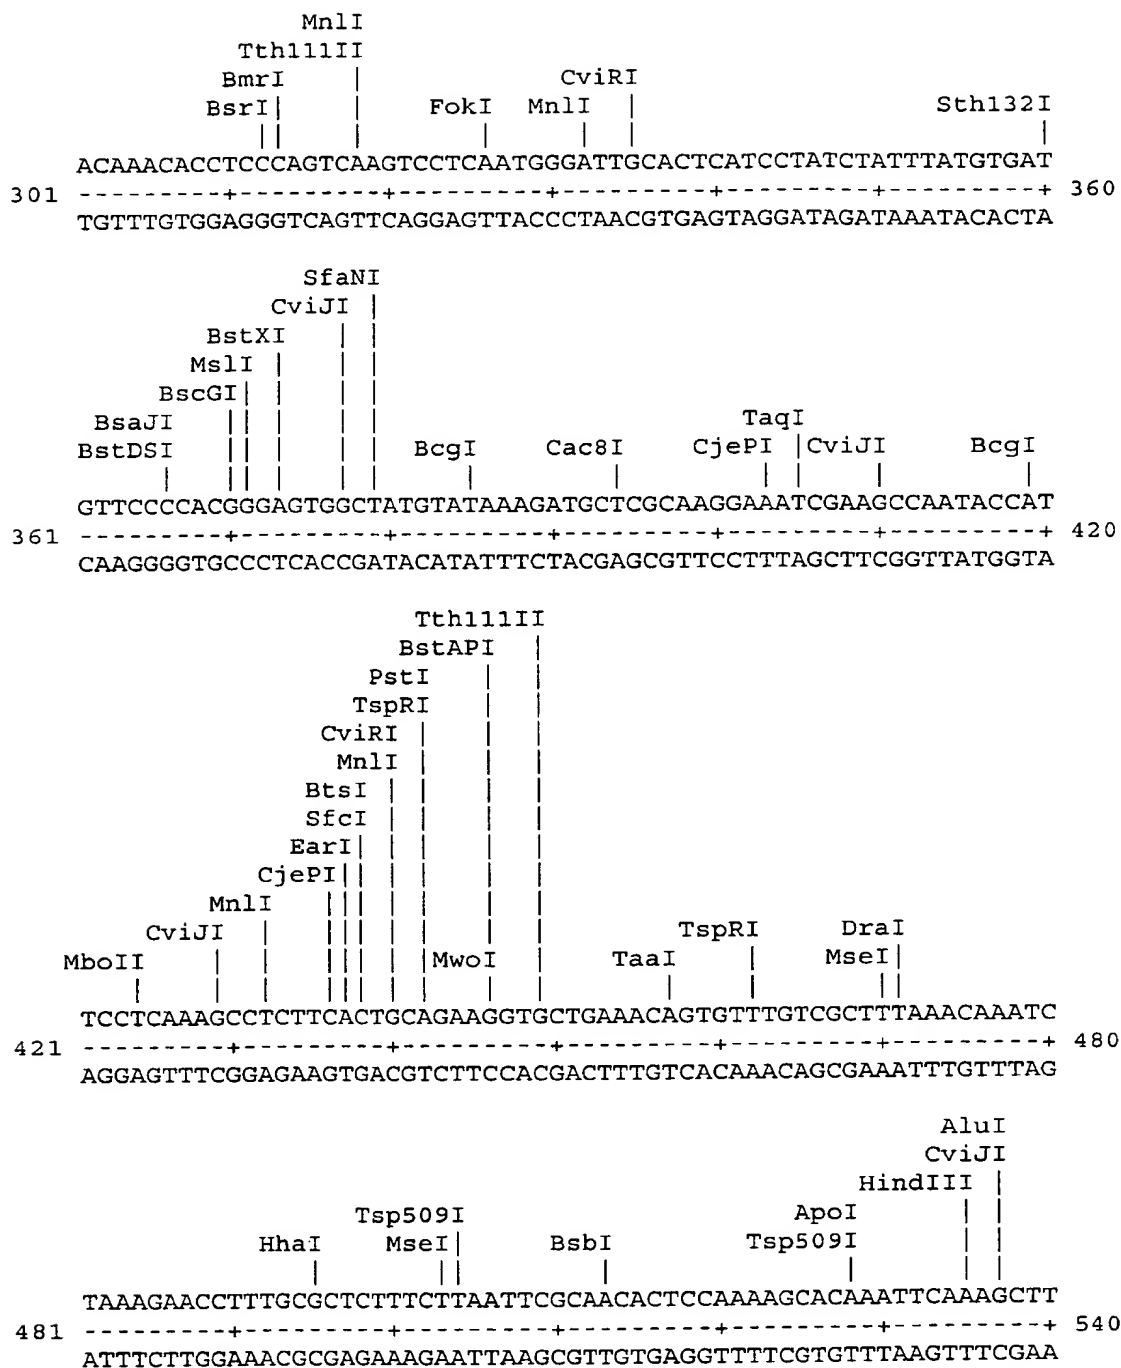 MnlI
Tth111II
BmrI CviRI
BsrI FokI MnlI Sth132I
ACAAACACCTCCCAGTCAAGTCCTCAATGGGATTGCACTCATCCTATCTATTTATGTGAT
301 ---------+---------+---------+---------+---------+---------+ 360
TGTTTGTGGAGGGTCAGTTCAGGAGTTACCCTAACGTGAGTAGGATAGATAAATACACTA
SfaNI
CviJI
BstXI
MslI
BscGI
BsaJI TaqI
BstDSI BcgI Cac8I CjePI CviJI BcgI
GTTCCCCACGGGAGTGGCTATGTATAAAGATGCTCGCAAGGAAATCGAAGCCAATACCAT
361 ---------+---------+---------+---------+---------+---------+ 420
CAAGGGGTGCCCTCACCGATACATATTTCTACGAGCGTTCCTTTAGCTTCGGTTATGGTA
Tth111II
BstAPI
PstI
TspRI
CviRI
MnlI
BtsI
SfcI
EarI
CjePI
MnlI
CviJI TspRI DraI
MboII MwoI TaaI MseI
TCCTCAAAGCCTCTTCACTGCAGAAGGTGCTGAAACAGTGTTTGTCGCTTTAAACAAATC
421 ---------+---------+---------+---------+---------+---------+ 480
AGGAGTTTCGGAGAAGTGACGTCTTCCACGACTTTGTCACAAACAGCGAAATTTGTTTAG
AluI
CviJI
HindIII
Tsp509I ApoI
HhaI MseI BsbI Tsp509I
TAAAGAACCTTTGCGCTCTTTCTTAATTCGCAACACTCCAAAAGCACAAATTCAAAGCTT
481 ---------+---------+---------+---------+---------+---------+ 540
ATTTCTTGGAAACGCGAGAAAGAATTAAGCGTTGTGAGGTTTTCGTGTTTAAGTTTCGAA